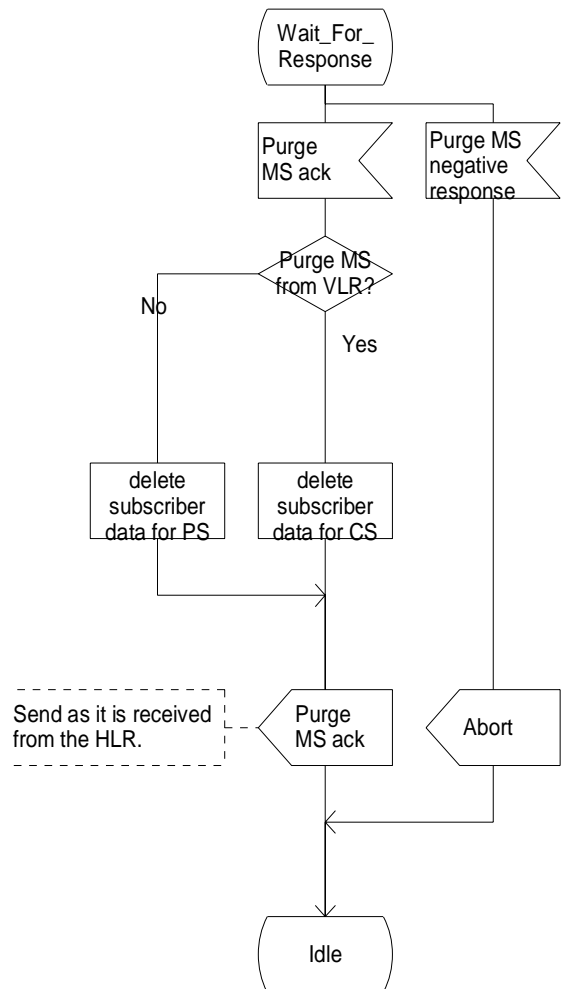 Wait_For_
Response
Purge
MS ack
Purge MS
negative
response
Purge MS
from VLR?
No
Yes
delete
subscriber
data for PS
delete
subscriber
data for CS
Send as it is received
from the HLR.
Purge
MS ack
Abort
Idle